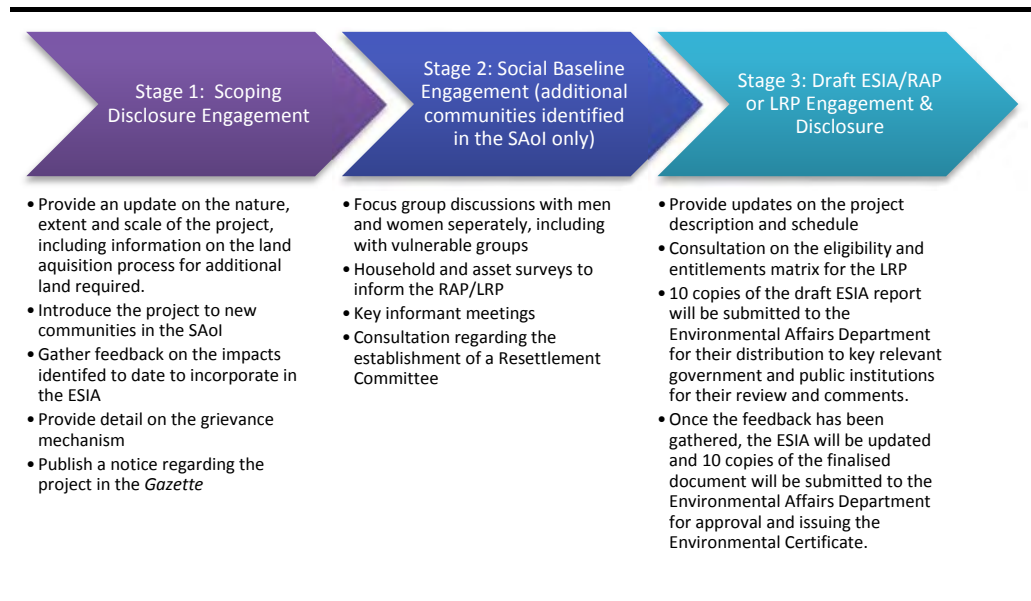 Stage 1:  Scoping
Disclosure Engagement
• Provide an update on the nature,
extent and scale of the project,
including information on the land
aquisition process for additional
land required.
• Introduce the project to new
communities in the SAoI
• Gather feedback on the impacts
identifed to date to incorporate in
the ESIA
• Provide detail on the grievance
mechanism
• Publish a notice regarding the
project in the Gazette
Stage 2: Social Baseline
Engagement (additional
communities identified
in the SAoI only)
• Focus group discussions with men
and women seperately, including
with vulnerable groups
• Household and asset surveys to
inform the RAP/LRP
• Key informant meetings
• Consultation regarding the
establishment of a Resettlement
Committee
Stage 3: Draft ESIA/RAP
or LRP Engagement &
Disclosure
• Provide updates on the project
description and schedule
• Consultation on the eligibility and
entitlements matrix for the LRP
• 10 copies of the draft ESIA report
will be submitted to the
Environmental Affairs Department
for their distribution to key relevant
government and public institutions
for their review and comments.
• Once the feedback has been
gathered, the ESIA will be updated
and 10 copies of the finalised
document will be submitted to the
Environmental Affairs Department
for approval and issuing the
Environmental Certificate.